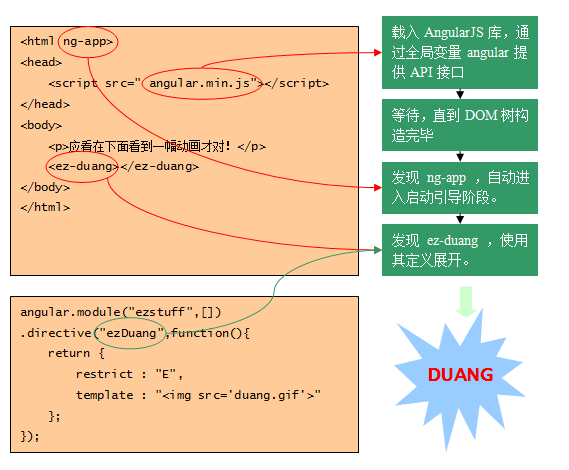 <html ng-app>
<head>
<script src=" angular.min.js"></script>
</head>
<body>
<p>应看在下面看到一幅动画才对！</p>
<ez-duang></ez-duang>
</body>
</html>
载入 AngularJS 库，通
过全局变量 angular 提
供 API 接口
等待，直到 DOM 树构
造完毕
发现 ng-app ，自动进
入启动引导阶段。
发现 ez-duang ，使用
其定义展开。
angular.module("ezstuff",[])
.directive("ezDuang",function(){
return {
restrict : "E",
template : "<img src='duang.gif'>"
};
});
DUANG